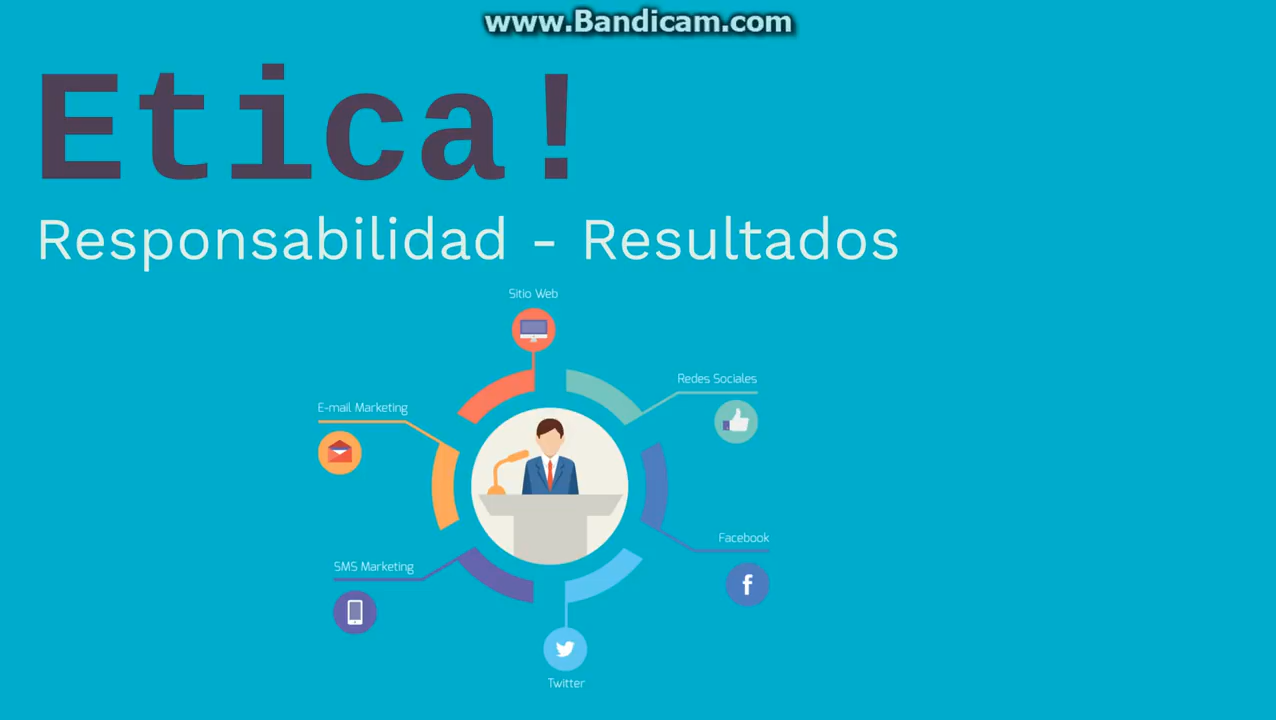 www.Bandicam.com
Etica!
Responsabilidad - Resultados
Sitio Web
Redes Sociales
E-mail Marketing
Facebook
SMS Marketing
Twitter